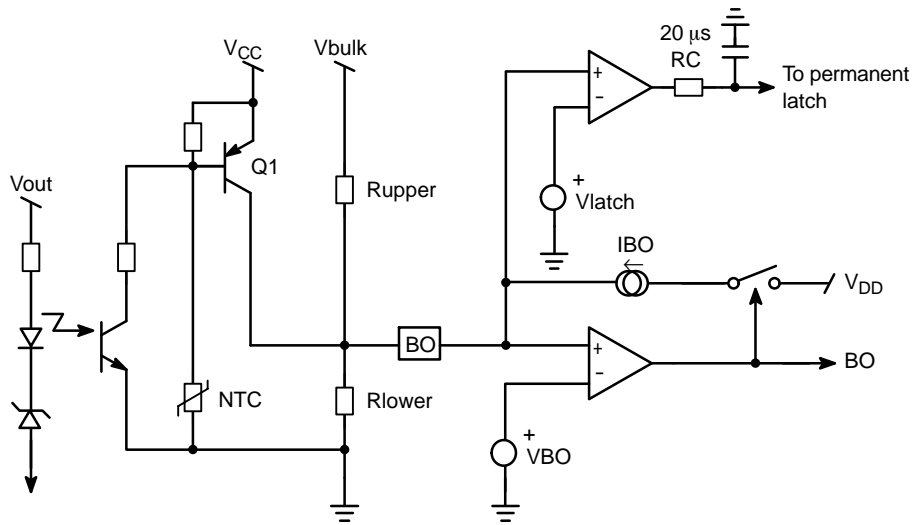 20 μs
RC
To permanent
latch
VCC
Vbulk
+
−
Q1
Vout
Rupper
+
Vlatch
IBO
VDD
BO
+
−
BO
NTC
Rlower
+
VBO